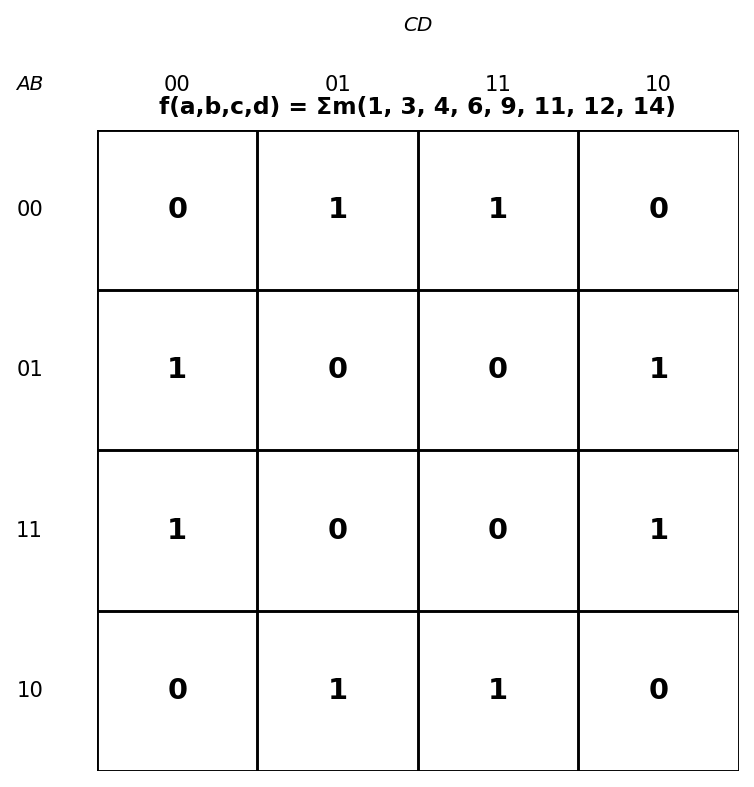 CD
AB 00 01 11 10
f(a,b,c,d) = Σm(1, 3, 4, 6, 9, 11, 12, 14)
00 0 1 1 0
01 1 0 0 1
11 1 0 0 1
10 0 1 1 0